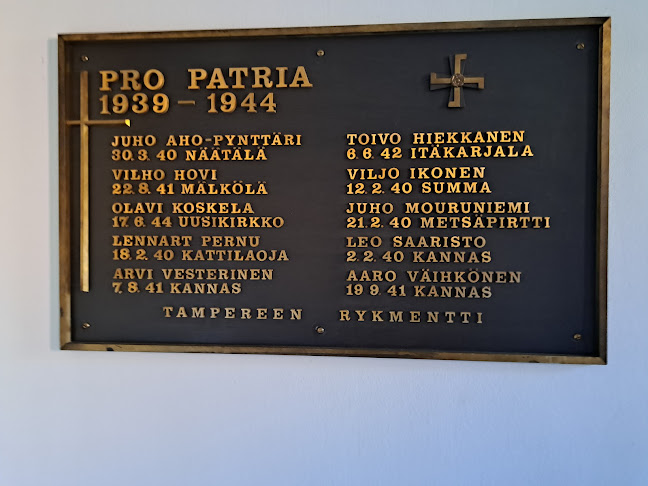 PRO PATRIA
1939 – 1944
JUHO AHO-PYNTTÄRI
30.3. 40 NÄÄTÄLÄ
VILHO HOVI
22.8. 41 MÄLKÖLÄ
OLAVI KOSKELA
17.6. 44 UUSIKIRKKO
LENNART PERNU
18.2. 40 KATTILAOJA
ARVI VESTERINEN
7.8. 41 KANNAS
TOIVO HIEKKANEN
6.6. 42 ITÄKARJALA
VILJO IKONEN
12.2. 40 SUMMA
JUHO MOURUNIEMI
21.2. 40 METSÄPIRTTI
LEO SAARISTO
2.2. 40 KANNAS
AARO VÄIHKÖNEN
19 9. 41 KANNAS
TAMPEREEN RYKMENTTI